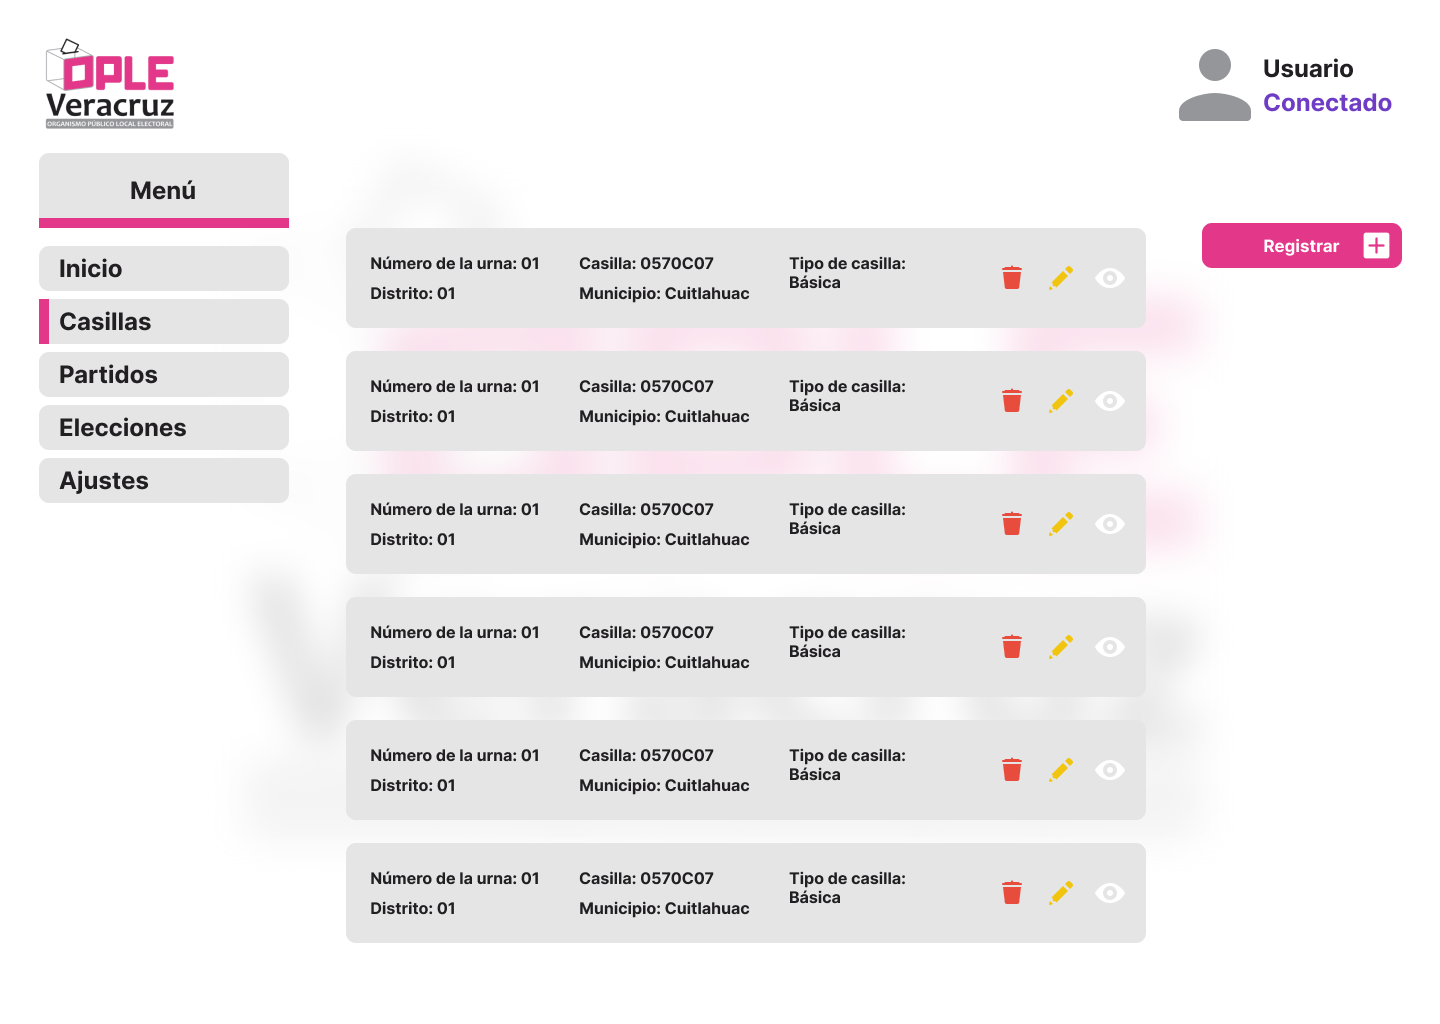 OPLE
Veracruz
ORGANISMO PÚBLICO LOCAL ELECTORAL
Usuario
Conectado
Menú
Inicio
Casillas
Partidos
Elecciones
Ajustes
Registrar
Número de la urna: 01
Distrito: 01
Casilla: 0570C07
Municipio: Cuitlahuac
Tipo de casilla:
Básica
Número de la urna: 01
Distrito: 01
Casilla: 0570C07
Municipio: Cuitlahuac
Tipo de casilla:
Básica
Número de la urna: 01
Distrito: 01
Casilla: 0570C07
Municipio: Cuitlahuac
Tipo de casilla:
Básica
Número de la urna: 01
Distrito: 01
Casilla: 0570C07
Municipio: Cuitlahuac
Tipo de casilla:
Básica
Número de la urna: 01
Distrito: 01
Casilla: 0570C07
Municipio: Cuitlahuac
Tipo de casilla:
Básica
Número de la urna: 01
Distrito: 01
Casilla: 0570C07
Municipio: Cuitlahuac
Tipo de casilla:
Básica